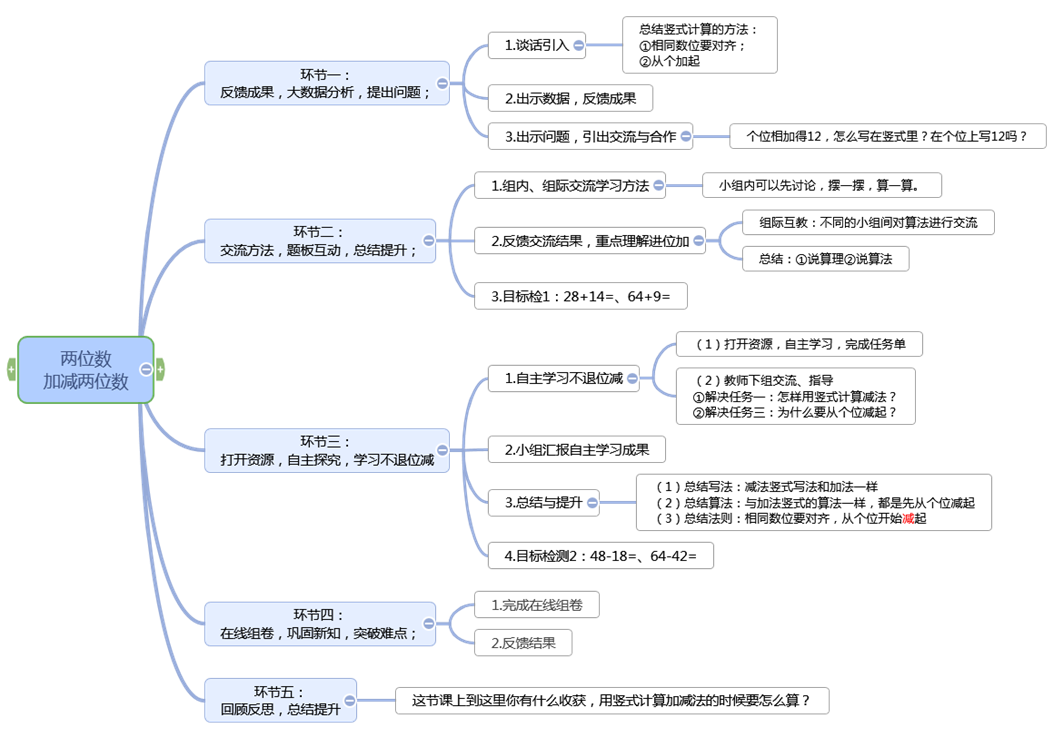 两位数
加减两位数
环节一：
反馈成果，大数据分析，提出问题；
1.谈话引入
总结竖式计算的方法：
①相同数位要对齐；
②从个加起
2.出示数据，反馈成果
3.出示问题，引出交流与合作
个位相加得12，怎么写在竖式里？在个位上写12吗？
环节二：
交流方法，题板互动，总结提升；
1.组内、组际交流学习方法
小组内可以先讨论，摆一摆，算一算。
2.反馈交流结果，重点理解进位加
组际互教：不同的小组间对算法进行交流
总结：①说算理②说算法
3.目标检1：28+14=、64+9=
环节三：
打开资源，自主探究，学习不退位减
1.自主学习不退位减
（1）打开资源，自主学习，完成任务单
（2）教师下组交流、指导
①解决任务一：怎样用竖式计算减法？
②解决任务三：为什么要从个位减起？
2.小组汇报自主学习成果
3.总结与提升
（1）总结写法：减法竖式写法和加法一样
（2）总结算法：与加法竖式的算法一样，都是先从个位减起
（3）总结法则：相同数位要对齐，从个位开始减起
4.目标检测2：48-18=、64-42=
环节四：
在线组卷，巩固新知，突破难点；
1.完成在线组卷
2.反馈结果
环节五：
回顾反思，总结提升
这节课上到这里你有什么收获，用竖式计算加减法的时候要怎么算？